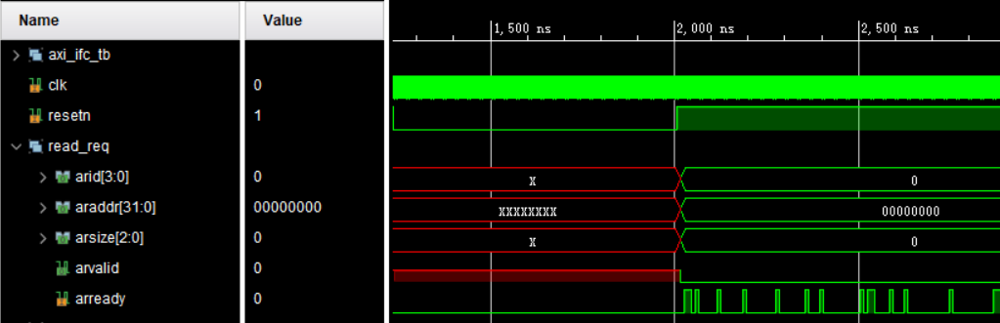 Name Value
1,500 ns 2,000 ns 2,500 ns
axi_ifc_tb
clk 0
resetn 1
read_req
arid[3:0] 0 X 0
araddr[31:0] 00000000 XXXXXXXX 00000000
arsize[2:0] 0 X 0
arvalid 0
arready 0